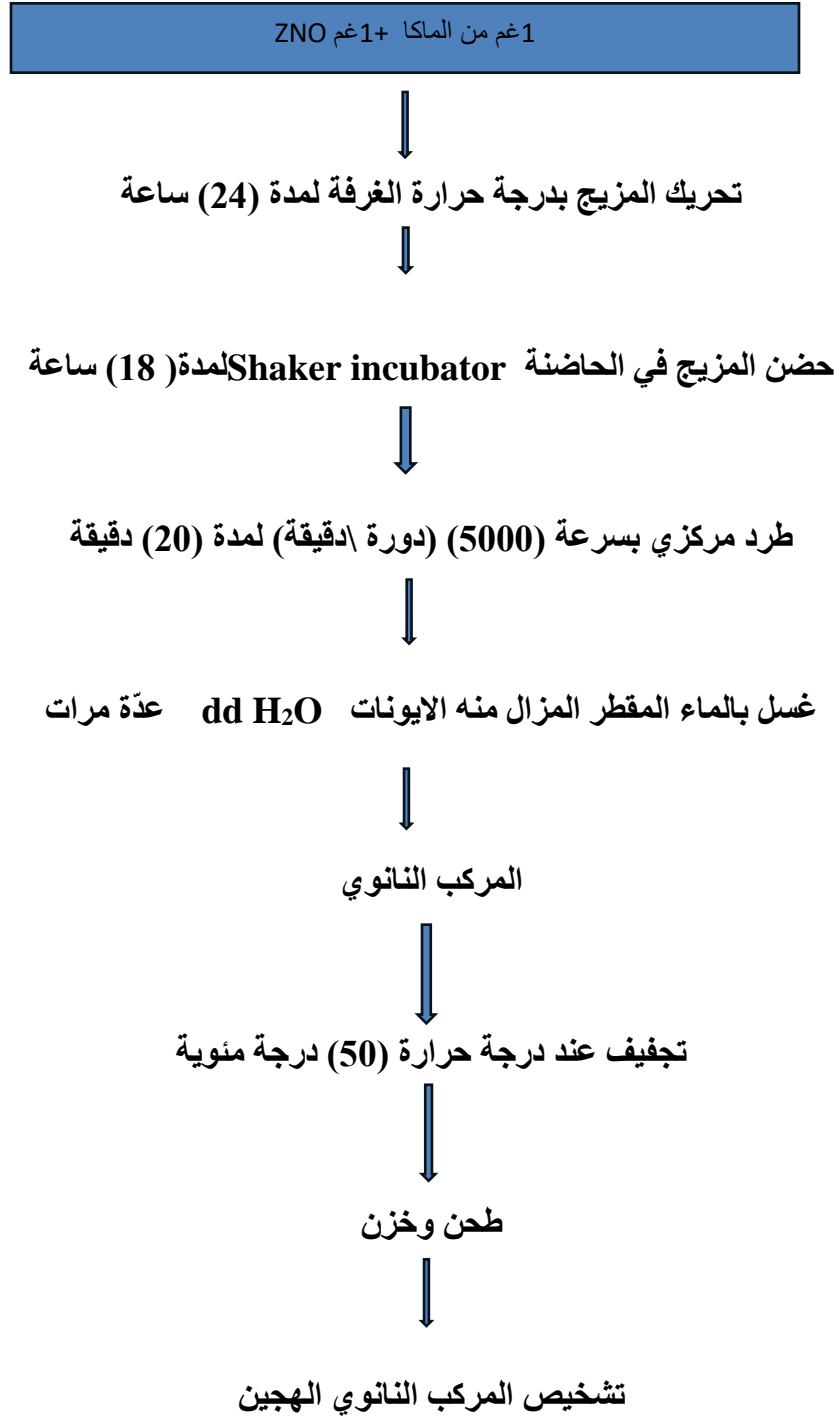 1غم من الماكا +1غم ZNO
تحريك المزيج بدرجة حرارة الغرفة لمدة (24) ساعة
حضن المزيج في الحاضنة Shaker incubatorلمدة( 18) ساعة
طرد مركزي بسرعة (5000) (دورة \دقيقة) لمدة (20) دقيقة
غسل بالماء المقطر المزال منه الايونات dd H₂O عدّة مرات
المركب النانوي
تجفيف عند درجة حرارة (50) درجة مئوية
طحن وخزن
تشخيص المركب النانوي الهجين